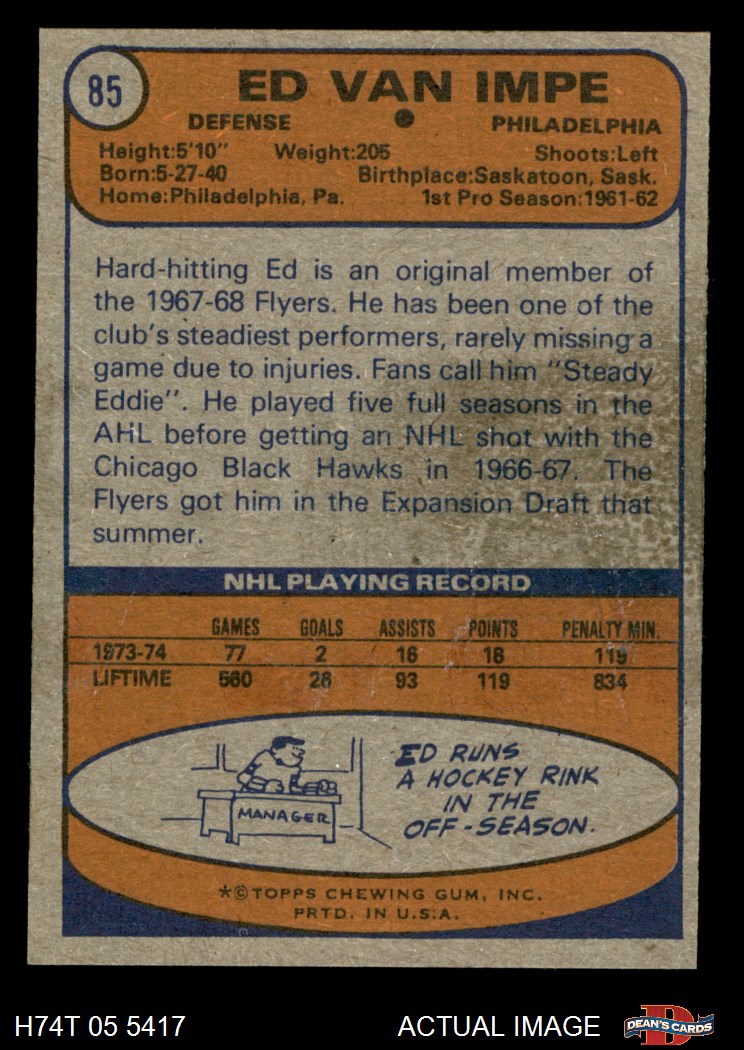 85
ED VAN IMPE
DEFENSE PHILADELPHIA
Height:5'10" Weight:205 Shoots:Left
Born:5-27-40 Birthplace:Saskatoon, Sask.
Home:Philadelphia, Pa. 1st Pro Season:1961-62
Hard-hitting Ed is an original member of
the 1967-68 Flyers. He has been one of the
club's steadiest performers, rarely missing a
game due to injuries. Fans call him "Steady
Eddie". He played five full seasons in the
AHL before getting an NHL shot with the
Chicago Black Hawks in 1966-67. The
Flyers got him in the Expansion Draft that
summer.
NHL PLAYING RECORD
GAMES GOALS ASSISTS POINTS PENALTY MIN.
1973-74 77 2 16 18 119
LIFTIME 560 26 93 119 834
MANAGER
ED RUNS
A HOCKEY RINK
IN THE
OFF-SEASON.
*©TOPPS CHEWING GUM, INC.
PRTD. IN U.S.A.
H74T 05 5417 ACTUAL IMAGE DEAN'S CARDS